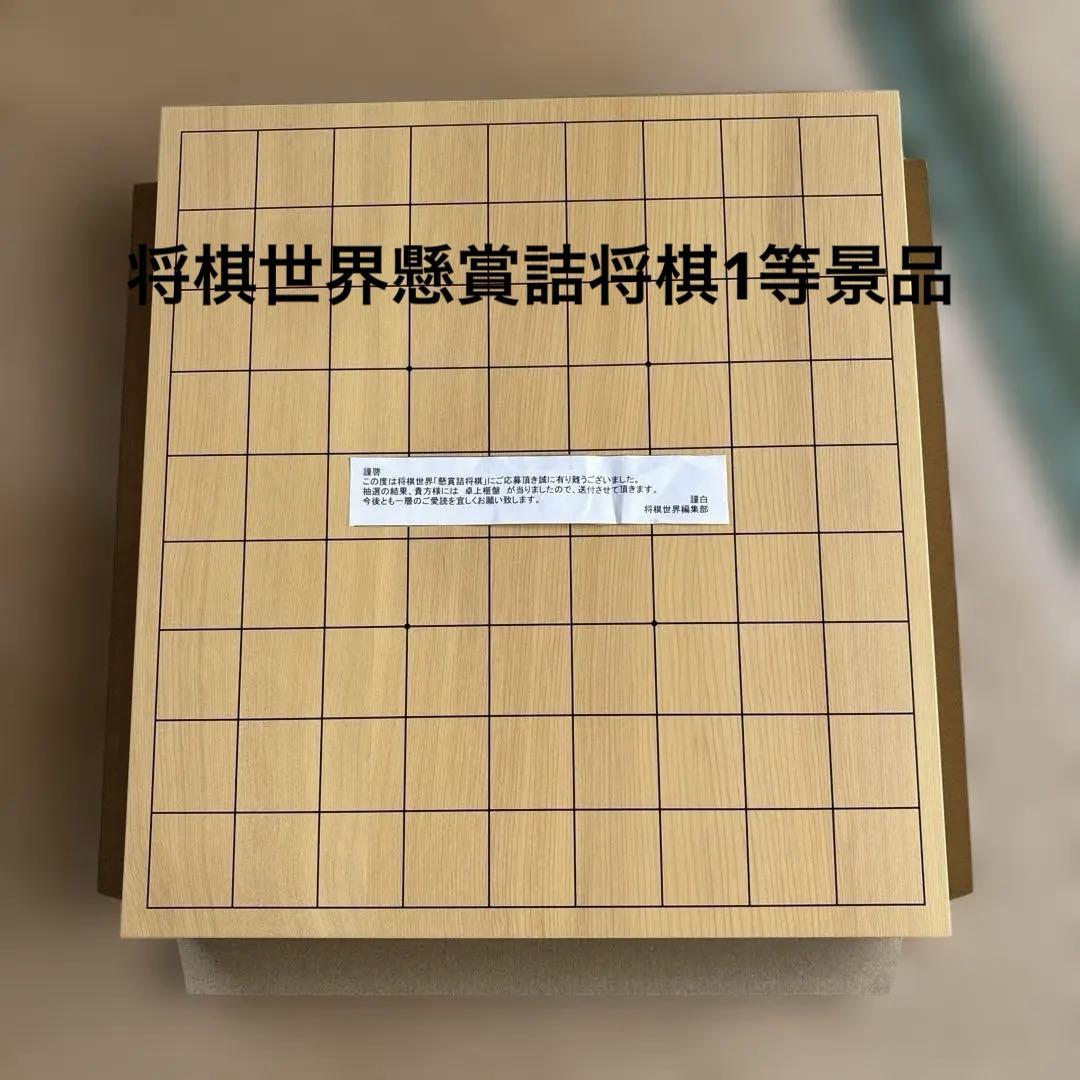 将棋世界懸賞詰将棋1等景品
謹啓
この度は将棋世界「懸賞詰将棋」にご応募頂き誠に有り難うございました。
抽選の結果、貴方様には 卓上榧盤 が当りましたので、送付させて頂きます。
今後とも一層のご愛読を宜しくお願い致します。
謹白
将棋世界編集部